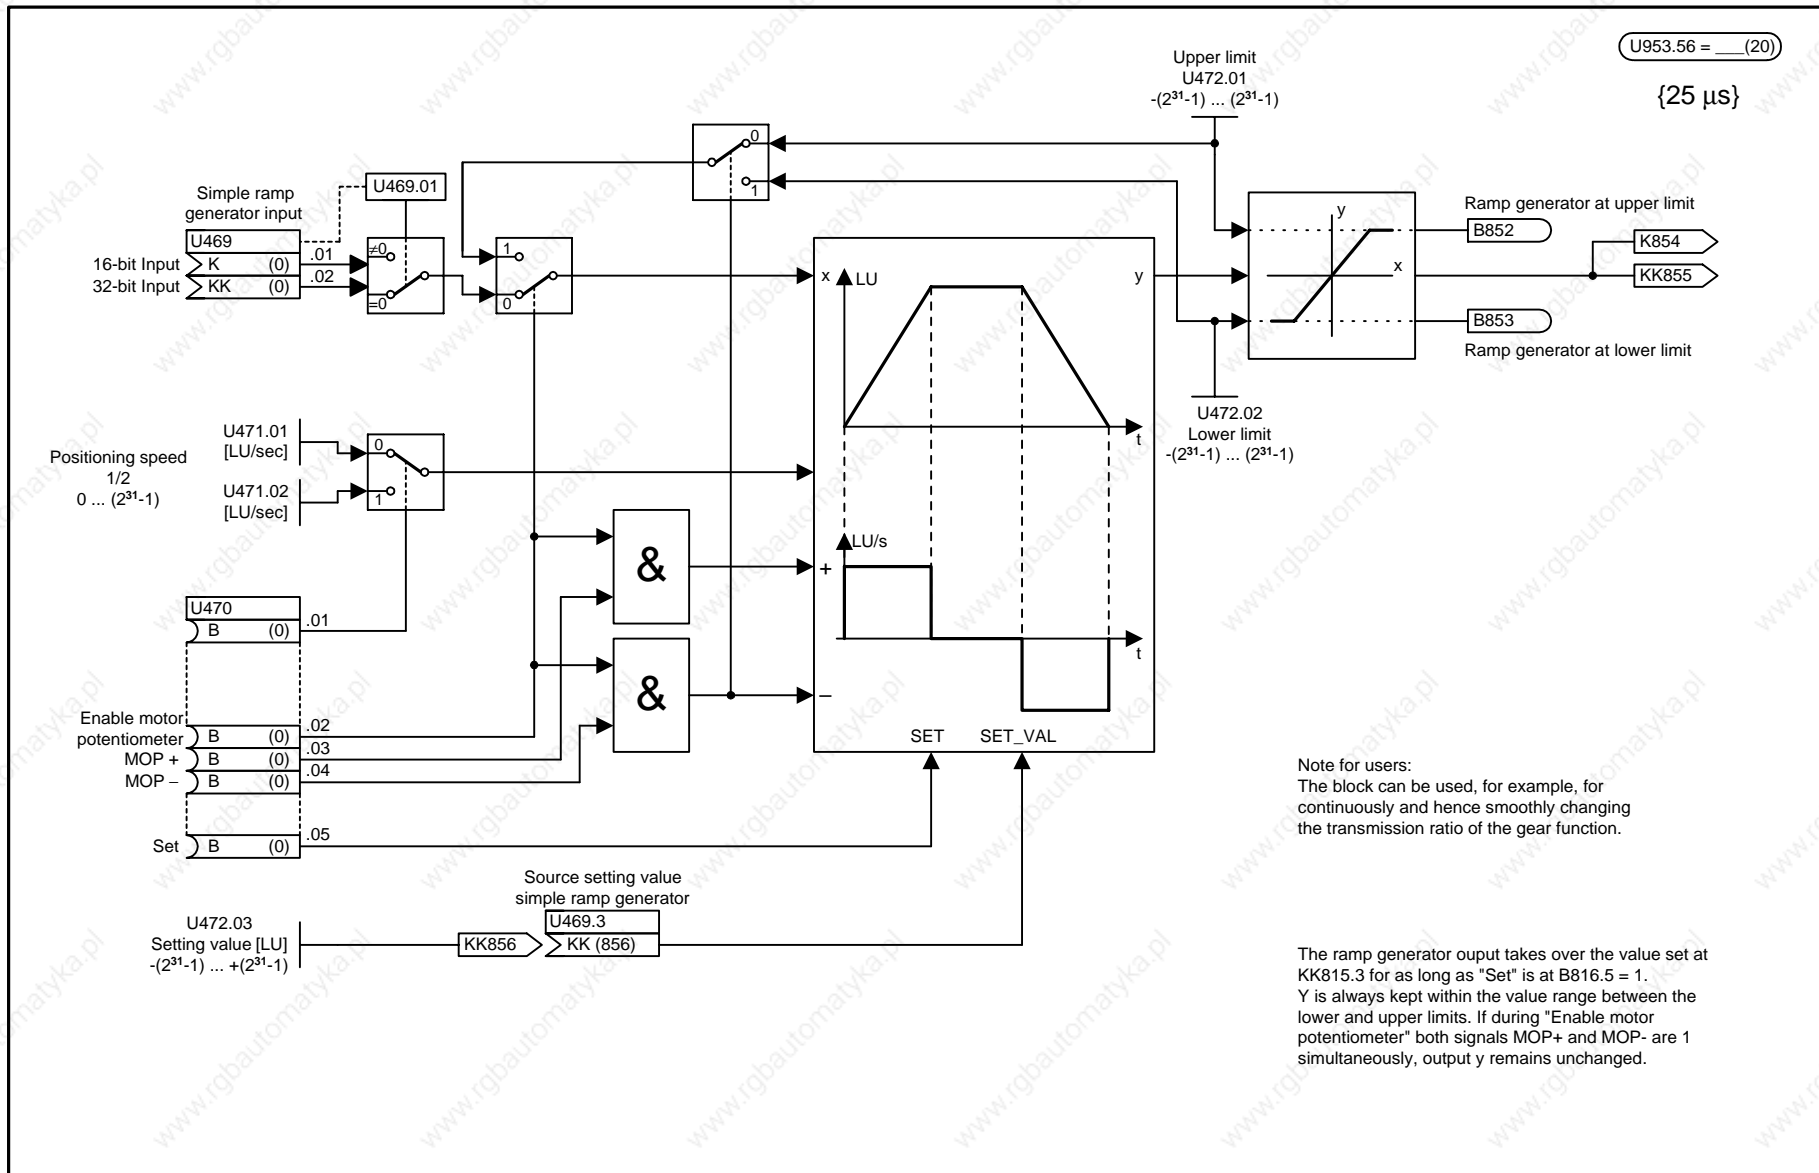 U953.56 = ___(20)
{25 µs}
Upper limit
U472.01
-(2³¹-1) ... (2³¹-1)
0
1
Simple ramp
generator input
U469.01
U469
16-bit Input
K (0)
.01
32-bit Input
KK (0)
.02
≠0
=0
1
0
x
LU
y
t
y
x
Ramp generator at upper limit
B852
K854
KK855
B853
Ramp generator at lower limit
U472.02
Lower limit
-(2³¹-1) ... (2³¹-1)
Positioning speed
1/2
0 ... (2³¹-1)
U471.01
[LU/sec]
U471.02
[LU/sec]
0
1
LU/s
t
&
+
&
–
U470
B (0)
.01
Enable motor
potentiometer
B (0)
.02
MOP +
B (0)
.03
MOP –
B (0)
.04
Set
B (0)
.05
SET
SET_VAL
Source setting value
simple ramp generator
U472.03
Setting value [LU]
-(2³¹-1) ... +(2³¹-1)
KK856
U469.3
KK (856)
Note for users:
The block can be used, for example, for
continuously and hence smoothly changing
the transmission ratio of the gear function.
The ramp generator ouput takes over the value set at
KK815.3 for as long as "Set" is at B816.5 = 1.
Y is always kept within the value range between the
lower and upper limits. If during "Enable motor
potentiometer" both signals MOP+ and MOP- are 1
simultaneously, output y remains unchanged.
www.rgbautomatyka.pl